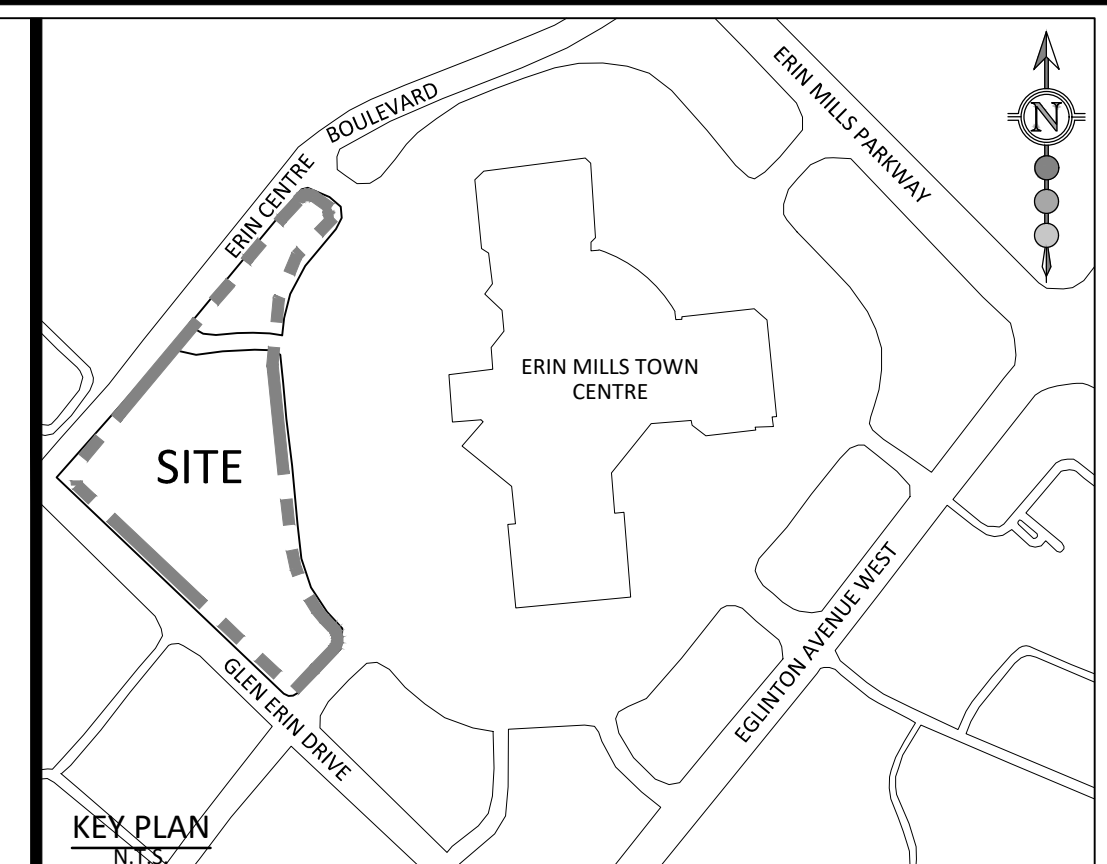 ERIN CENTRE BOULEVARD
ERIN MILLS PARKWAY
N
ERIN MILLS TOWN
CENTRE
SITE
EGLINTON AVENUE WEST
GLEN ERIN DRIVE
KEY PLAN
N.T.S.